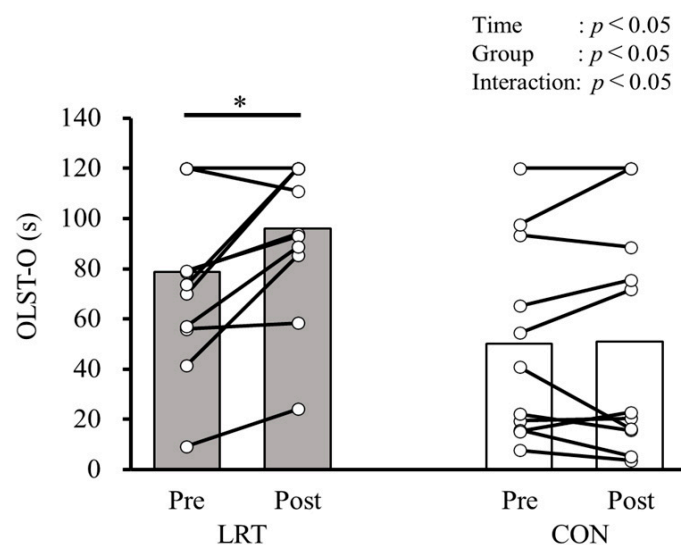 Time : p < 0.05
Group : p < 0.05
Interaction: p < 0.05
*
140
120
100
80
60
40
20
0
OLST-O (s)
Pre Post Pre Post
LRT CON